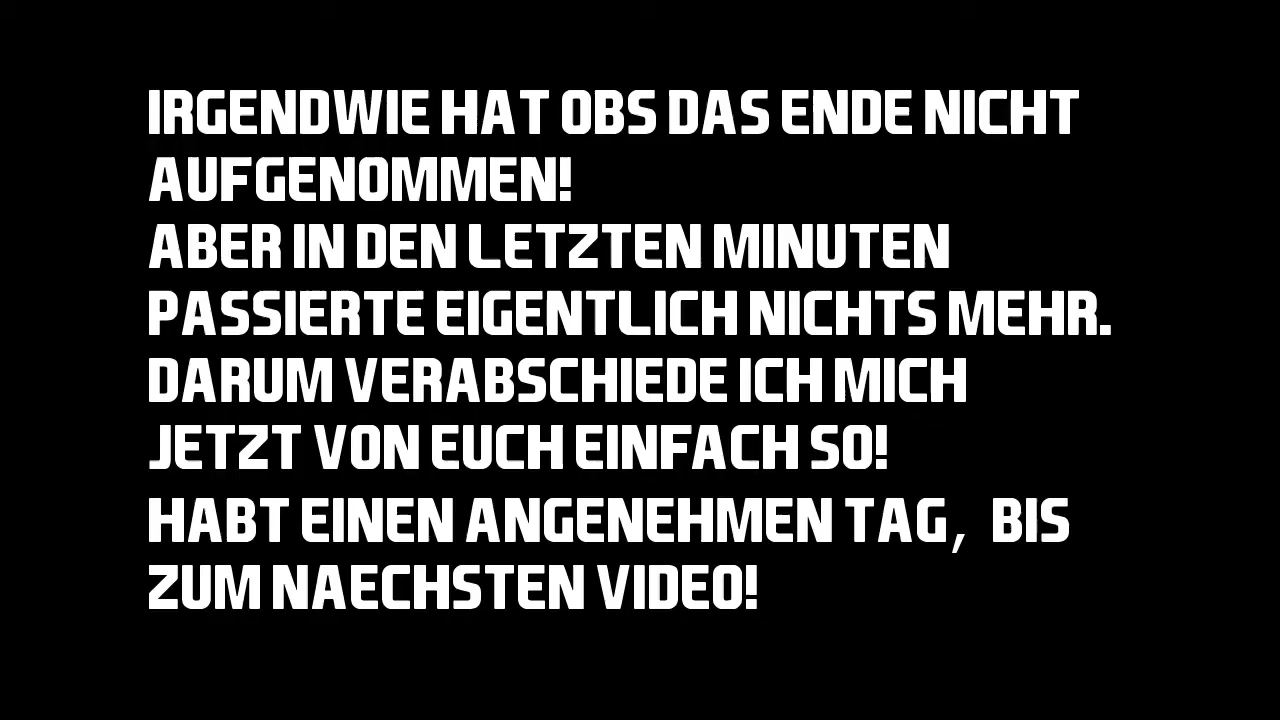 IRGENDWIE HAT OBS DAS ENDE NICHT
AUFGENOMMEN!
ABER IN DEN LETZTEN MINUTEN
PASSIERTE EIGENTLICH NICHTS MEHR.
DARUM VERABSCHIEDE ICH MICH
JETZT VON EUCH EINFACH SO!
HABT EINEN ANGENEHMEN TAG, BIS
ZUM NAECHSTEN VIDEO!